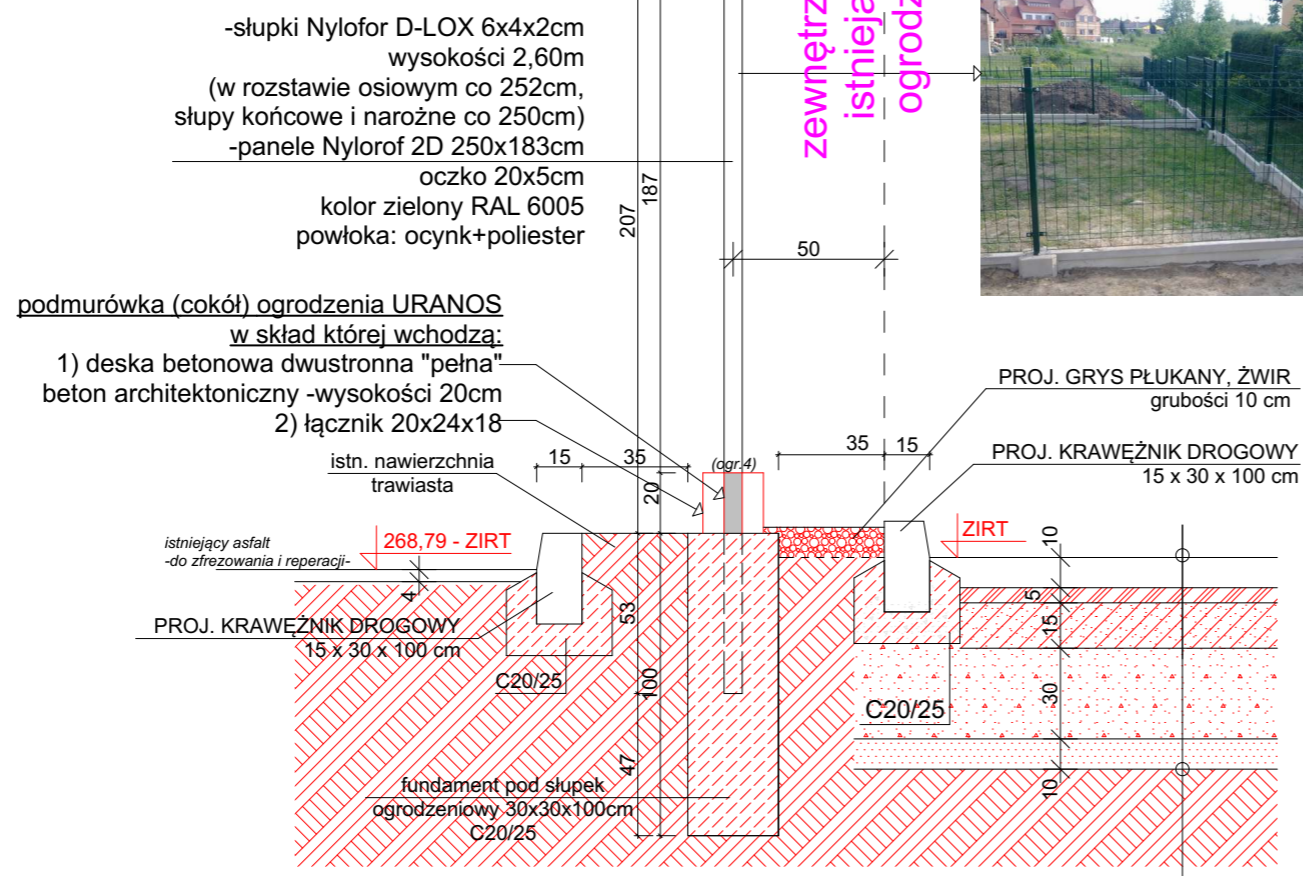 -słupki Nylofor D-LOX 6x4x2cm
wysokości 2,60m
(w rozstawie osiowym co 252cm,
słupy końcowe i narożne co 250cm)
-panele Nylorof 2D 250x183cm
oczko 20x5cm
kolor zielony RAL 6005
powłoka: ocynk+poliester
zewnętrz
istnieja
ogrodz
207
187
50
podmurówka (cokół) ogrodzenia URANOS
w skład której wchodzą:
1) deska betonowa dwustronna "pełna"
beton architektoniczny -wysokości 20cm
2) łącznik 20x24x18
PROJ. GRYS PŁUKANY, ŻWIR
grubości 10 cm
PROJ. KRAWĘŻNIK DROGOWY
15 x 30 x 100 cm
istn. nawierzchnia
trawiasta
15
35
20
(ogr.4)
35
15
istniejący asfalt
-do zfrezowania i reperacji-
268,79 - ZIRT
ZIRT
10
4
5
15
30
10
PROJ. KRAWĘŻNIK DROGOWY
15 x 30 x 100 cm
C20/25
53
100
47
C20/25
fundament pod słupek
ogrodzeniowy 30x30x100cm
C20/25